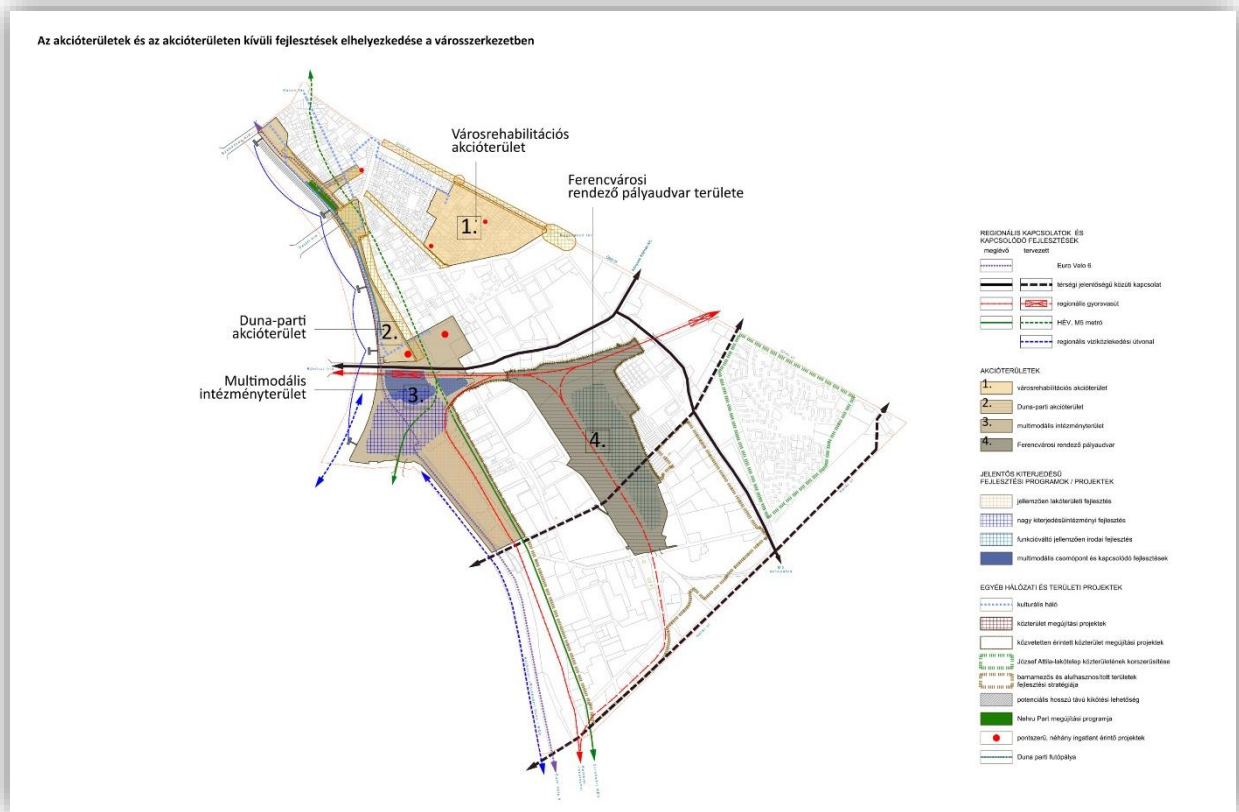 Az akcióterületek és az akcióterületen kívüli fejlesztések elhelyezkedése a városszerkezetben
Városrehabilitációs
akcióterület
Ferencvárosi
rendező pályaudvar területe
1.
Duna-parti
akcióterület
2.
Multimodális
intézményterület
3.
4.
REGIONÁLIS KAPCSOLATOK ÉS
KAPCSOLÓDÓ FEJLESZTÉSEK
meglévő tervezett
Euro Velo 6
térségi jelentőségű közúti kapcsolat
regionális gyorsvasút
HÉV, M5 metró
regionális víziközlekedési útvonal
AKCIÓTERÜLETEK
1. városrehabilitációs akcióterület
2. Duna-parti akcióterület
3. multimodális intézményterület
4. Ferencvárosi rendező pályaudvar
JELENTŐS KITERJEDÉSŰ
FEJLESZTÉSI PROGRAMOK / PROJEKTEK
jellemzően lakóterületi fejlesztés
nagy kiterjedésűintézményi fejlesztés
funkcióváltó jellemzően irodai fejlesztés
multimodális csomópont és kapcsolódó fejlesztések
EGYÉB HÁLÓZATI ÉS TERÜLETI PROJEKTEK
kulturális háló
közterület megújítási projektek
közvetetten érintett közterület megújítási projektek
József Attila-lakótelep közterületének korszerűsítése
barnamezős és alulhasznosított területek
fejlesztési stratégiája
potenciális hosszú távú kikötési lehetőség
Nehru Part megújítási programja
pontszerű, néhány ingatlant érintő projektek
Duna parti futópálya